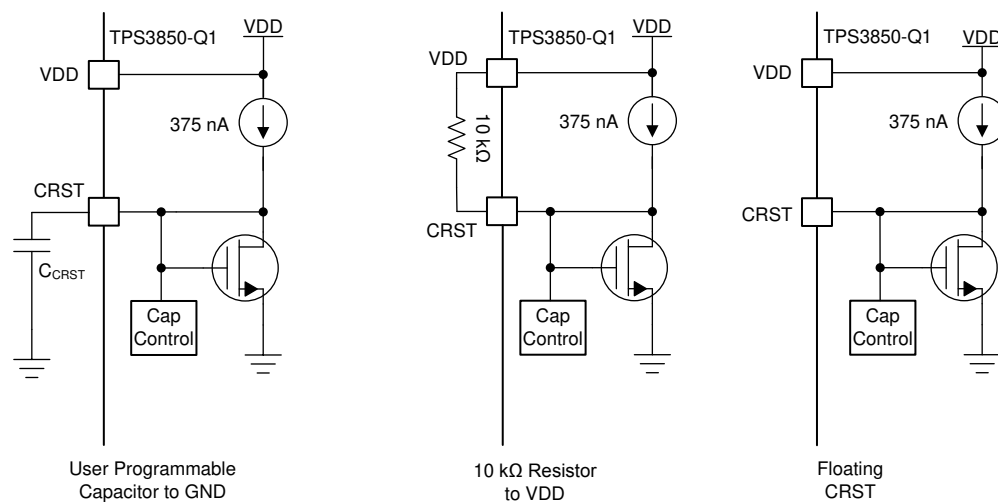 TPS3850-Q1
VDD
VDD
375 nA
CRST
CCRST
Cap
Control
User Programmable
Capacitor to GND
TPS3850-Q1
VDD
VDD
10 kΩ
375 nA
CRST
Cap
Control
10 kΩ Resistor
to VDD
TPS3850-Q1
VDD
VDD
375 nA
CRST
Cap
Control
Floating
CRST